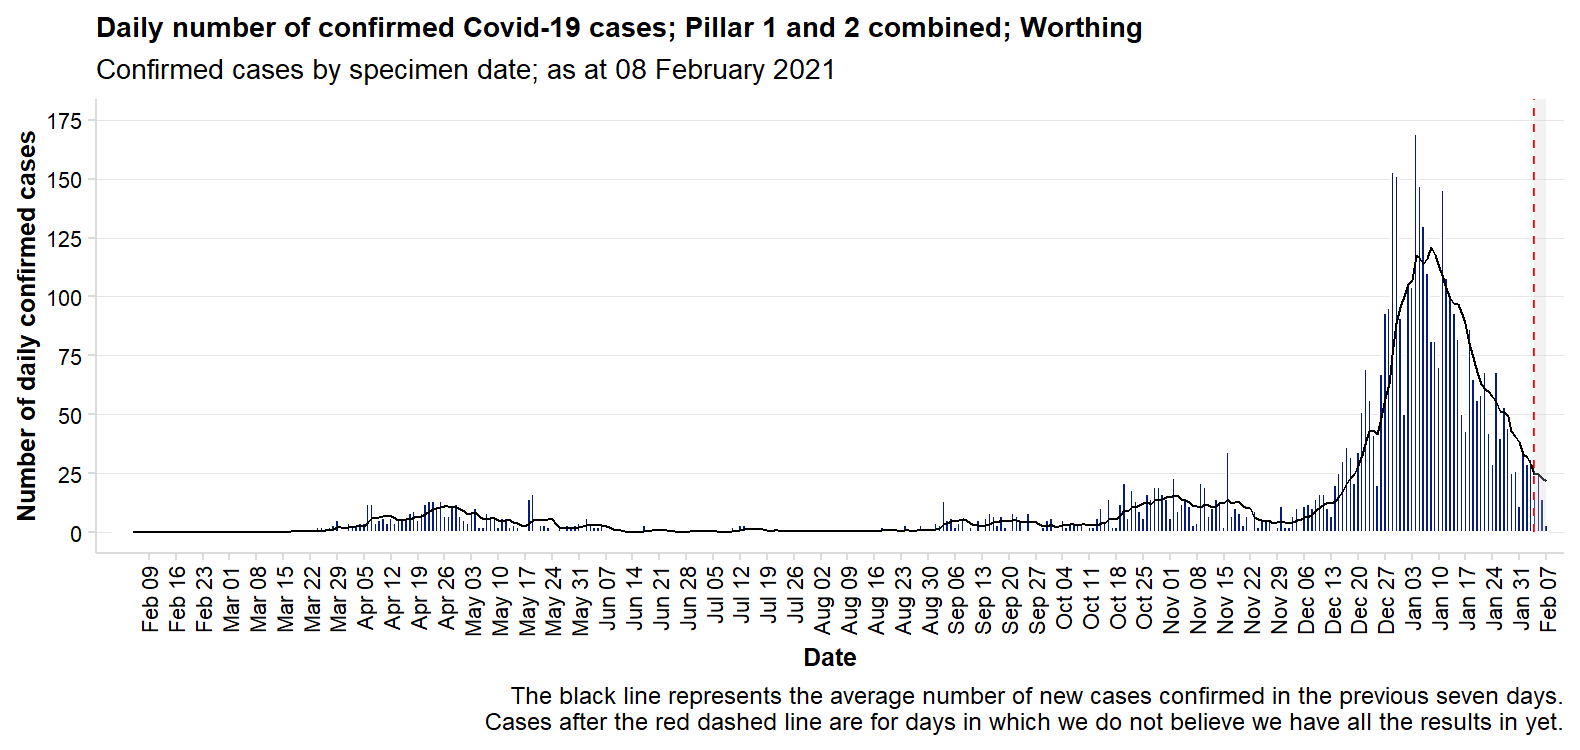 Daily number of confirmed Covid-19 cases; Pillar 1 and 2 combined; Worthing
Confirmed cases by specimen date; as at 08 February 2021
Number of daily confirmed cases
175
150
125
100
75
50
25
0
Feb 09
Feb 16
Feb 23
Mar 01
Mar 08
Mar 15
Mar 22
Mar 29
Apr 05
Apr 12
Apr 19
Apr 26
May 03
May 10
May 17
May 24
May 31
Jun 07
Jun 14
Jun 21
Jun 28
Jul 05
Jul 12
Jul 19
Jul 26
Aug 02
Aug 09
Aug 16
Aug 23
Aug 30
Sep 06
Sep 13
Sep 20
Sep 27
Oct 04
Oct 11
Oct 18
Oct 25
Nov 01
Nov 08
Nov 15
Nov 22
Nov 29
Dec 06
Dec 13
Dec 20
Dec 27
Jan 03
Jan 10
Jan 17
Jan 24
Jan 31
Feb 07
Date
The black line represents the average number of new cases confirmed in the previous seven days.
Cases after the red dashed line are for days in which we do not believe we have all the results in yet.